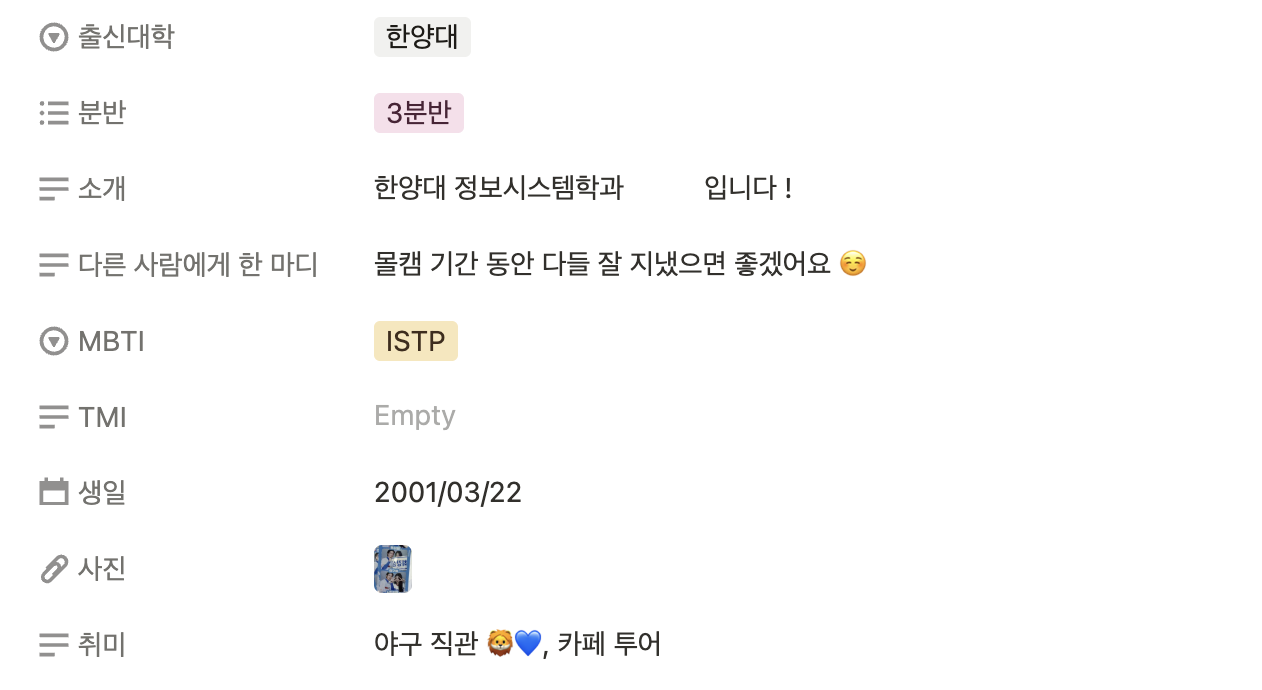 출신대학 한양대
분반 3분반
소개 한양대 정보시스템학과 입니다 !
다른 사람에게 한 마디 몰캠 기간 동안 다들 잘 지냈으면 좋겠어요 ☺️
MBTI ISTP
TMI Empty
생일 2001/03/22
사진
취미 야구 직관 🦁💙, 카페 투어